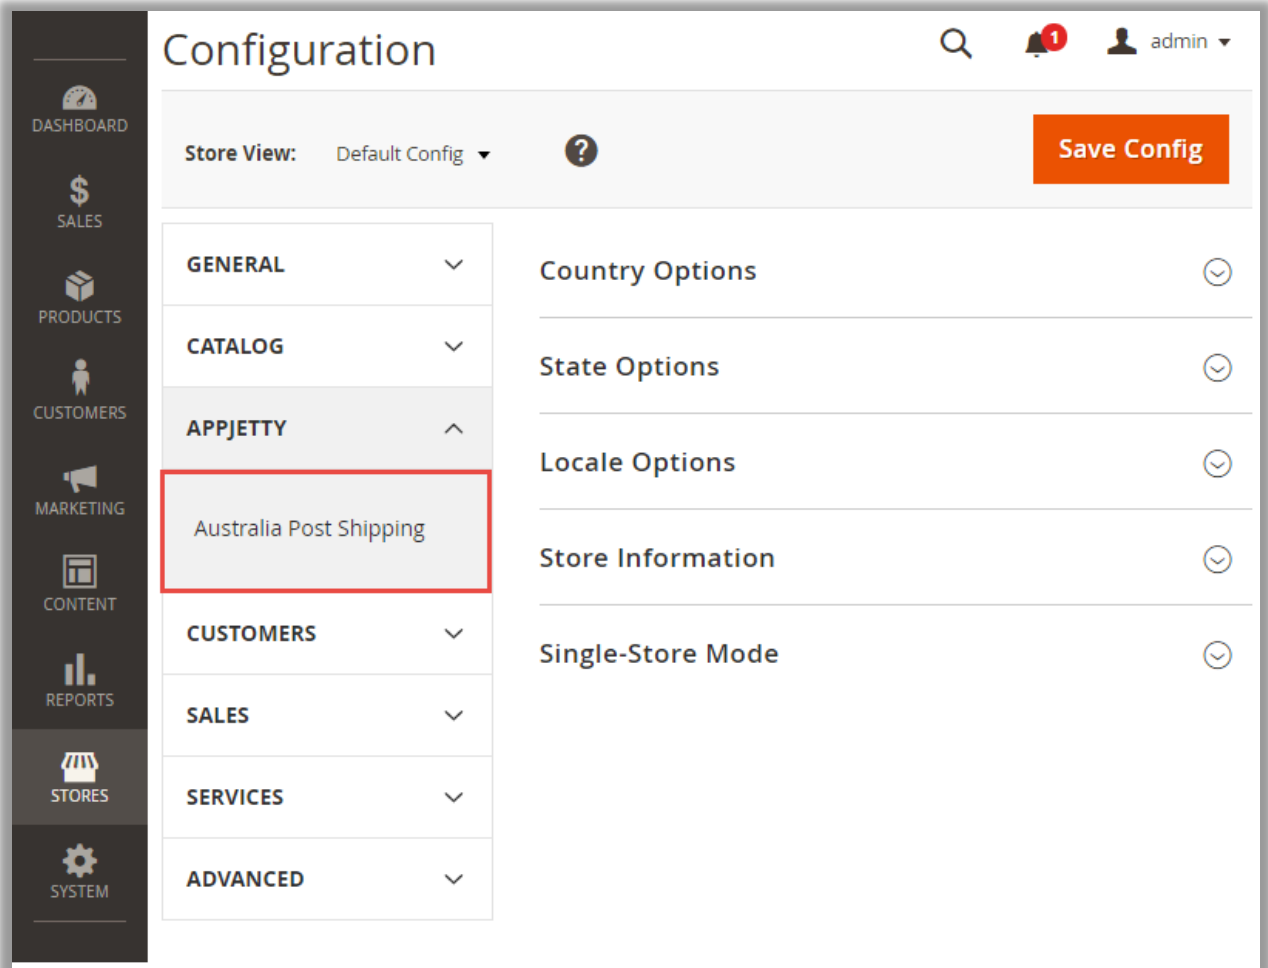 Configuration
1
admin
DASHBOARD
SALES
PRODUCTS
CUSTOMERS
MARKETING
CONTENT
REPORTS
STORES
SYSTEM
Store View: Default Config ?
Save Config
GENERAL
CATALOG
APPJETTY
Australia Post Shipping
CUSTOMERS
SALES
SERVICES
ADVANCED
Country Options
State Options
Locale Options
Store Information
Single-Store Mode